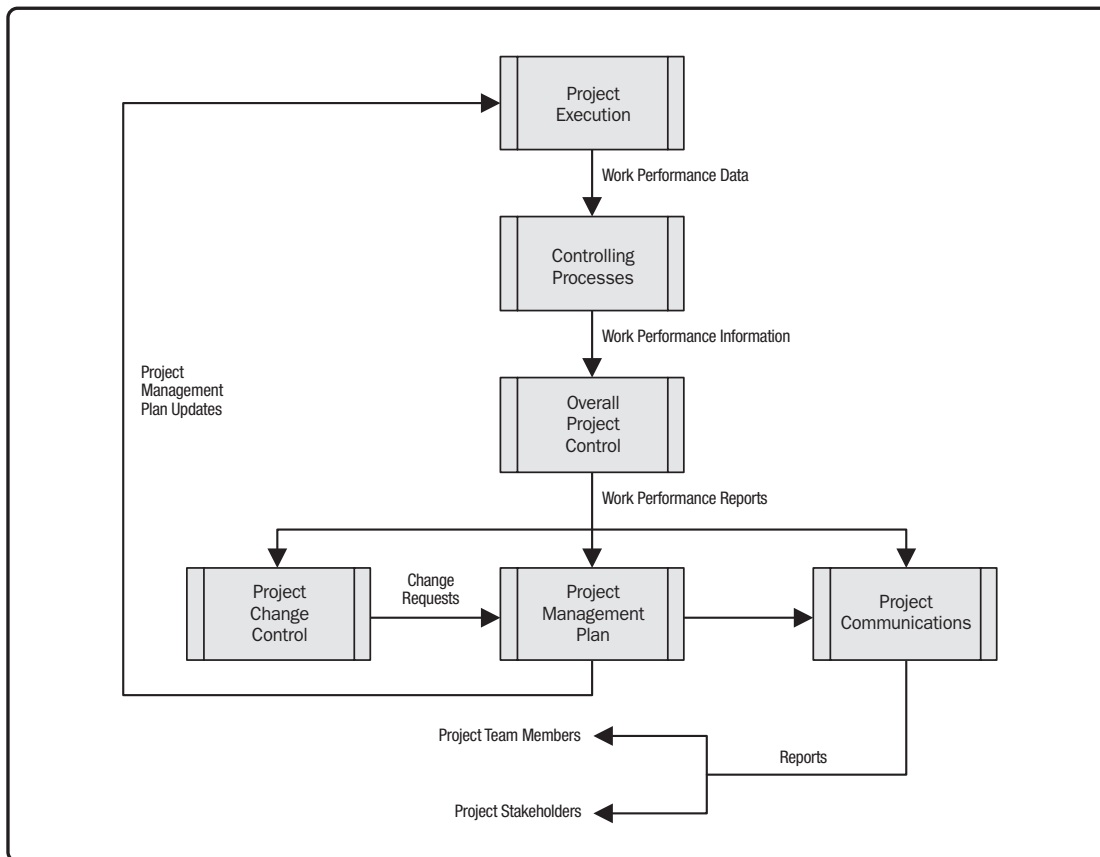 Project
Execution
Work Performance Data
Controlling
Processes
Work Performance Information
Project
Management
Plan Updates
Overall
Project
Control
Work Performance Reports
Project
Change
Control
Change
Requests
Project
Management
Plan
Project
Communications
Project Team Members
Reports
Project Stakeholders